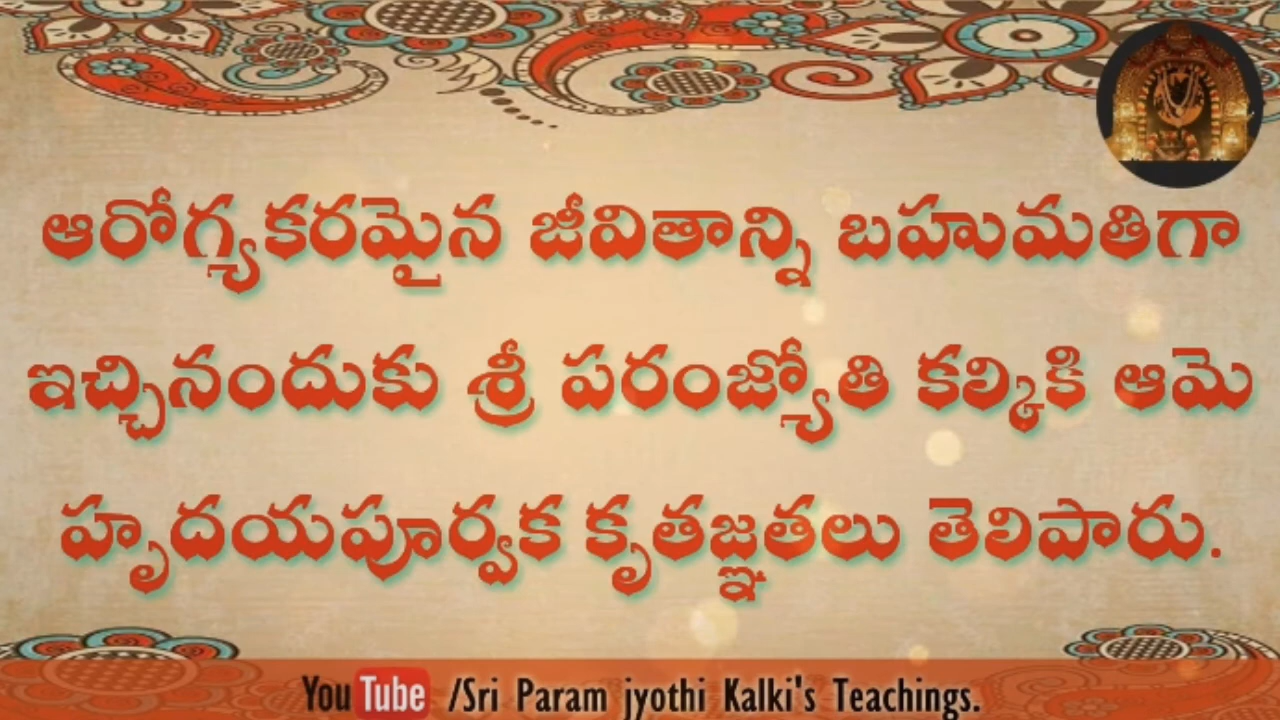 ఆరోగ్యకరమైన జీవితాన్ని బహుమతిగా
ఇచ్చినందుకు శ్రీ పరంజ్యోతి కల్కికి ఆమె
హృదయపూర్వక కృతజ్ఞతలు తెలిపారు.
YouTube /Sri Param jyothi Kalki's Teachings.